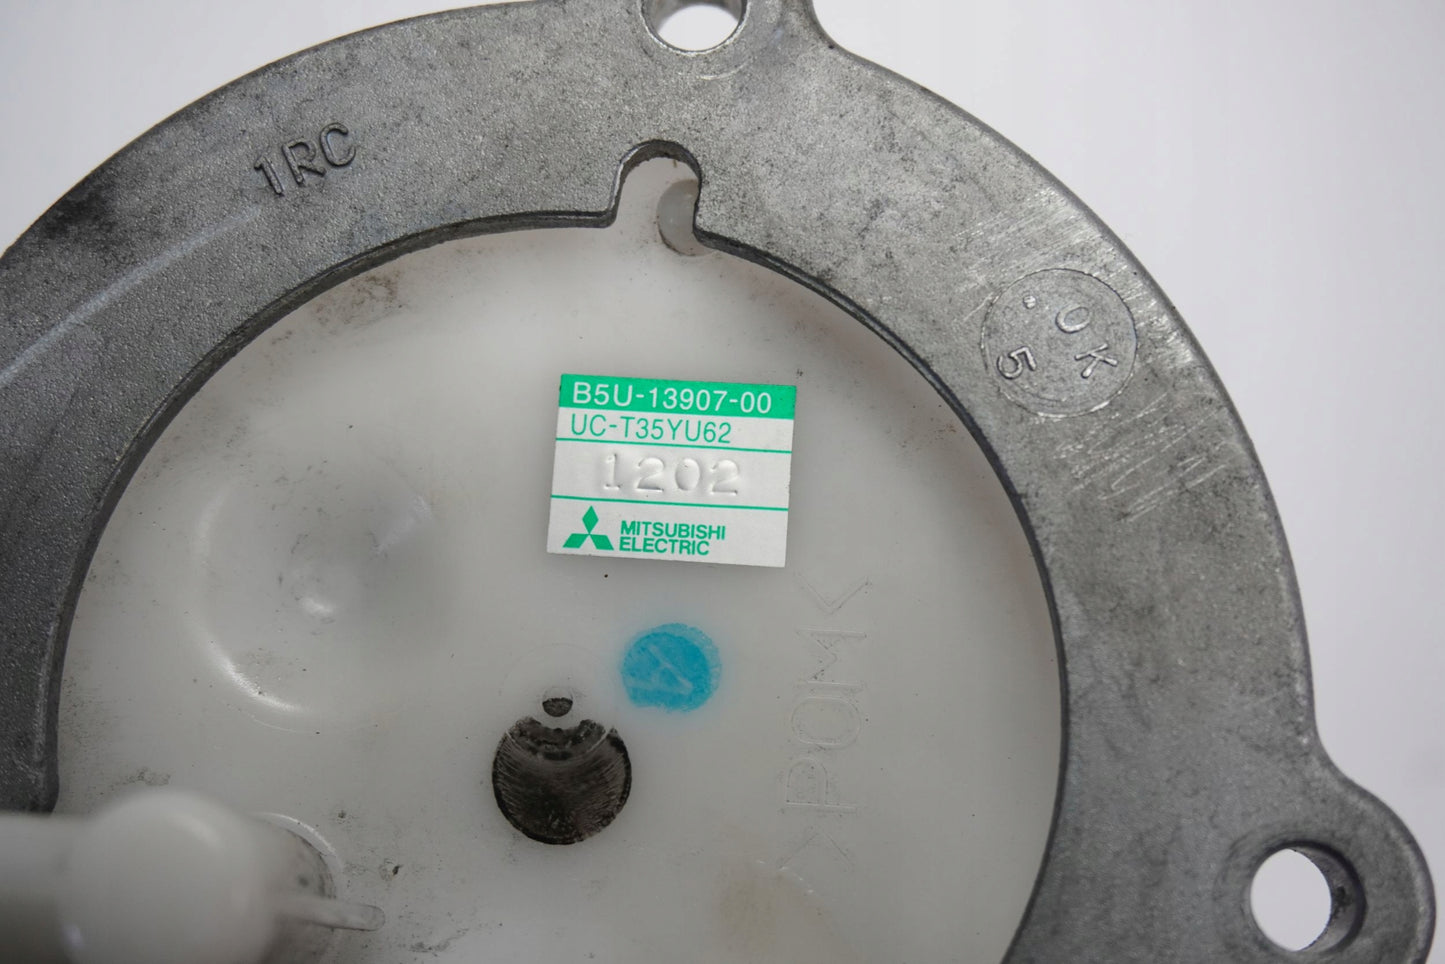 1RC
.OK
5
B5U-13907-00
UC-T35YU62
1202
MITSUBISHI
ELECTRIC
>POM<